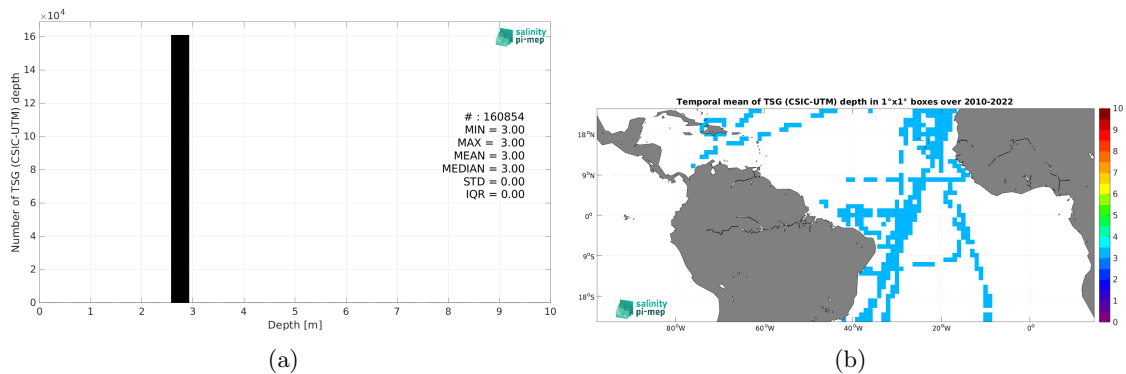 ×10⁴
16
14
12
10
8
6
4
2
0
Number of TSG (CSIC-UTM) depth
salinity
pi-mep
# : 160854
MIN = 3.00
MAX = 3.00
MEAN = 3.00
MEDIAN = 3.00
STD = 0.00
IQR = 0.00
0 1 2 3 4 5 6 7 8 9 10
Depth [m]
(a)
Temporal mean of TSG (CSIC-UTM) depth in 1°x1° boxes over 2010-2022
18°N
9°N
0°
9°S
18°S
salinity
pi-mep
80°W 60°W 40°W 20°W 0°
10
9
8
7
6
5
4
3
2
1
0
(b)